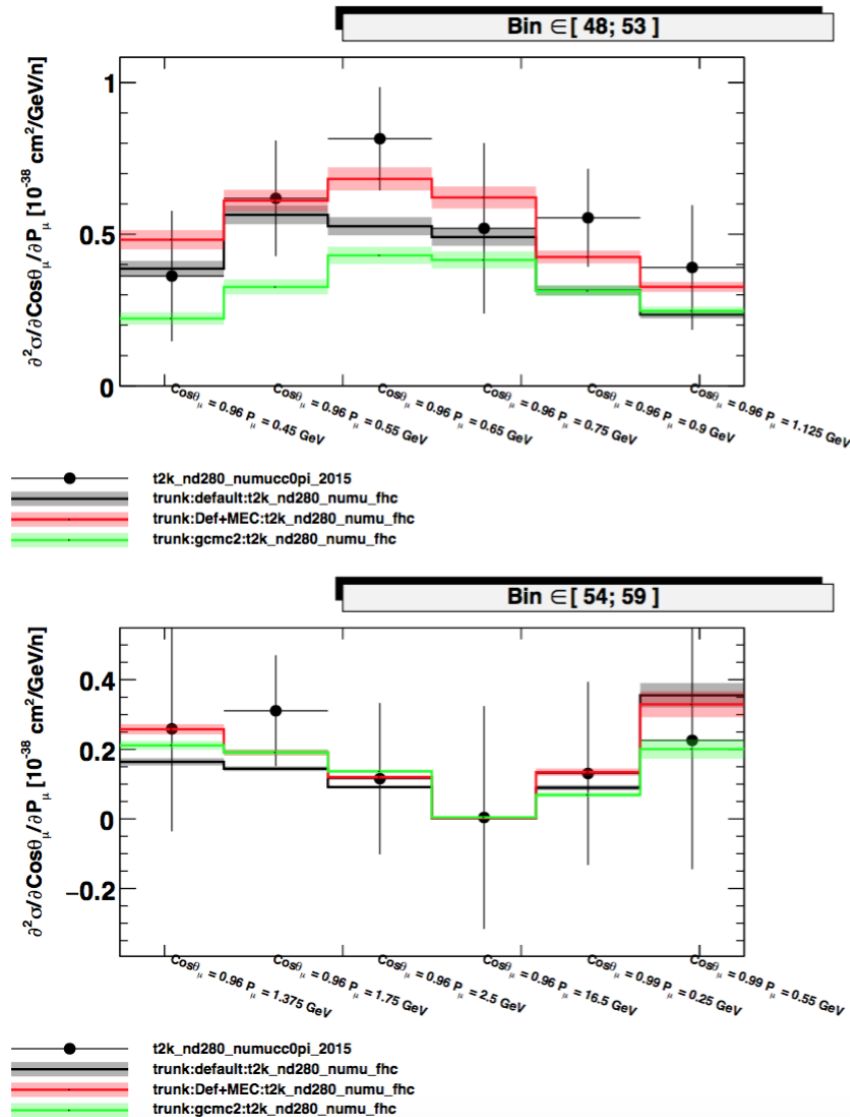 Bin ∈[ 48; 53 ]
∂²σ/∂Cosθ_μ/∂P_μ [10⁻³⁸ cm²/GeV/n]
1
0.5
0
Cosθ_μ = 0.96 P_μ = 0.45 GeV
Cosθ_μ = 0.96 P_μ = 0.55 GeV
Cosθ_μ = 0.96 P_μ = 0.65 GeV
Cosθ_μ = 0.96 P_μ = 0.75 GeV
Cosθ_μ = 0.96 P_μ = 0.9 GeV
Cosθ_μ = 0.96 P_μ = 1.125 GeV
t2k_nd280_numucc0pi_2015
trunk:default:t2k_nd280_numu_fhc
trunk:Def+MEC:t2k_nd280_numu_fhc
trunk:gcmc2:t2k_nd280_numu_fhc
Bin ∈[ 54; 59 ]
∂²σ/∂Cosθ_μ/∂P_μ [10⁻³⁸ cm²/GeV/n]
0.4
0.2
0
−0.2
Cosθ_μ = 0.96 P_μ = 1.375 GeV
Cosθ_μ = 0.96 P_μ = 1.75 GeV
Cosθ_μ = 0.96 P_μ = 2.5 GeV
Cosθ_μ = 0.96 P_μ = 16.5 GeV
Cosθ_μ = 0.99 P_μ = 0.25 GeV
Cosθ_μ = 0.99 P_μ = 0.55 GeV
t2k_nd280_numucc0pi_2015
trunk:default:t2k_nd280_numu_fhc
trunk:Def+MEC:t2k_nd280_numu_fhc
trunk:gcmc2:t2k_nd280_numu_fhc